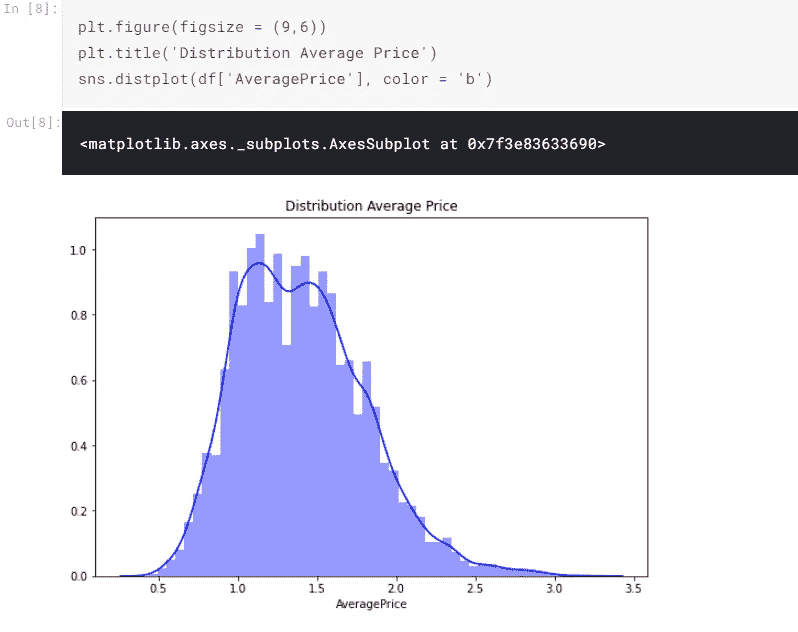 In [8]:
plt.figure(figsize = (9,6))
plt.title('Distribution Average Price')
sns.distplot(df['AveragePrice'], color = 'b')
Out[8]:
<matplotlib.axes._subplots.AxesSubplot at 0x7f3e83633690>
Distribution Average Price
1.0
0.8
0.6
0.4
0.2
0.0
0.5 1.0 1.5 2.0 2.5 3.0 3.5
AveragePrice